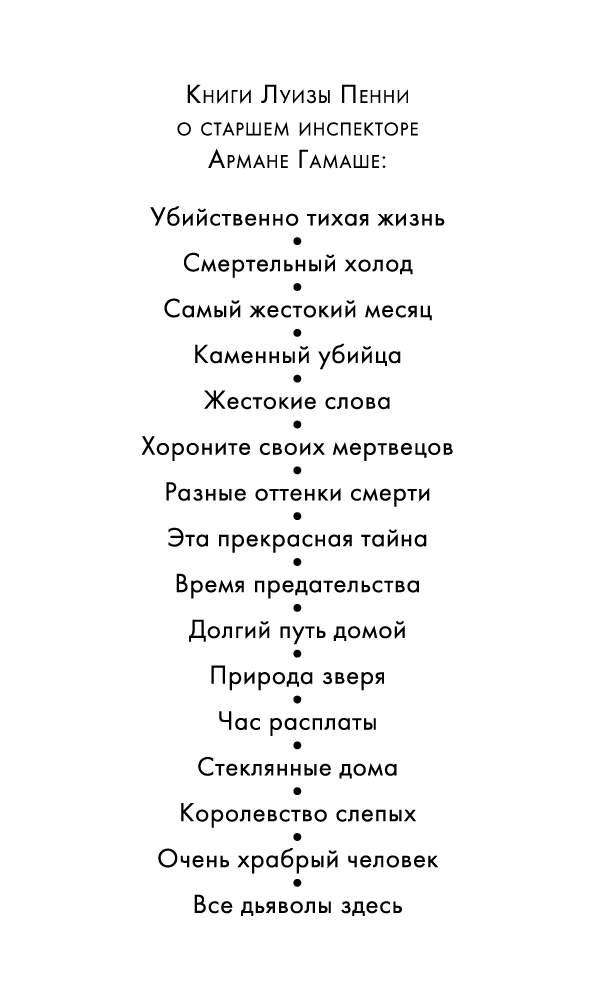 Книги Луизы Пенни
о старшем инспекторе
Армане Гамаше:
Убийственно тихая жизнь
•
Смертельный холод
•
Самый жестокий месяц
•
Каменный убийца
•
Жестокие слова
•
Хороните своих мертвецов
•
Разные оттенки смерти
•
Эта прекрасная тайна
•
Время предательства
•
Долгий путь домой
•
Природа зверя
•
Час расплаты
•
Стеклянные дома
•
Королевство слепых
•
Очень храбрый человек
•
Все дьяволы здесь